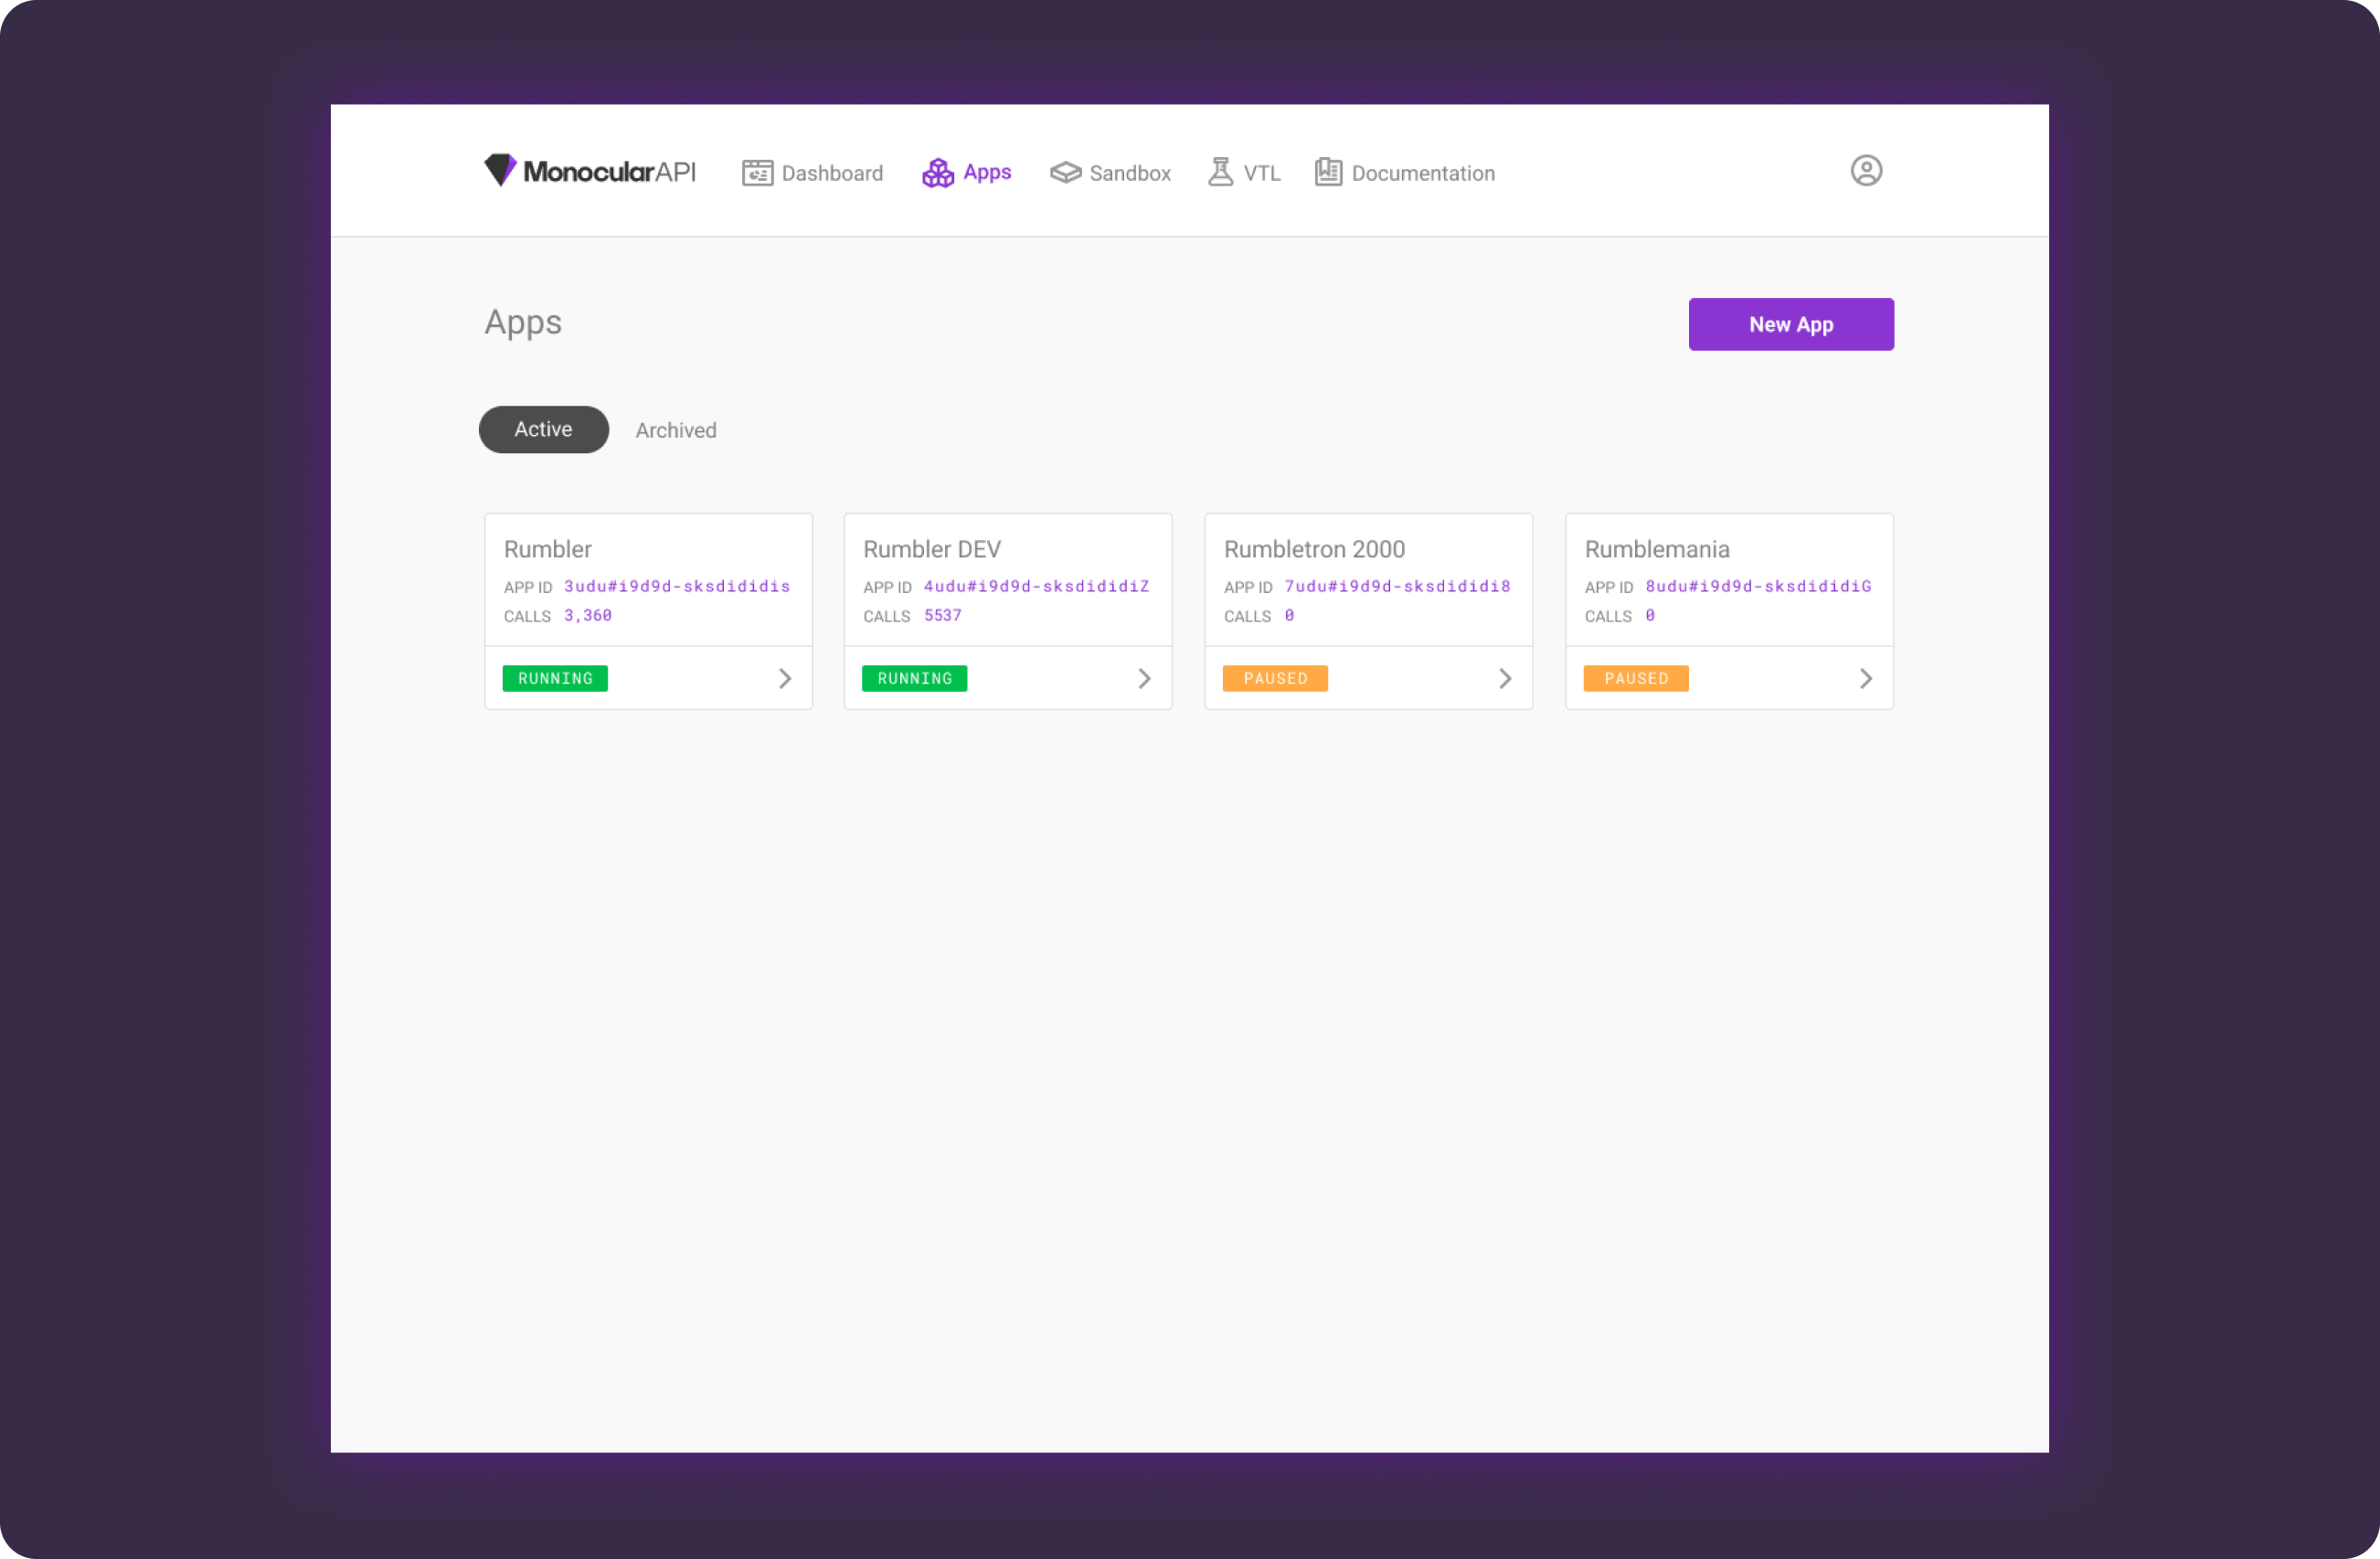 MonocularAPI Dashboard Apps Sandbox VTL Documentation
Apps
New App
Active Archived
Rumbler
APP ID 3udu#i9d9d-sksdididis
CALLS 3,360
RUNNING
Rumbler DEV
APP ID 4udu#i9d9d-sksdididiZ
CALLS 5537
RUNNING
Rumbletron 2000
APP ID 7udu#i9d9d-sksdididi8
CALLS 0
PAUSED
Rumblemania
APP ID 8udu#i9d9d-sksdididiG
CALLS 0
PAUSED